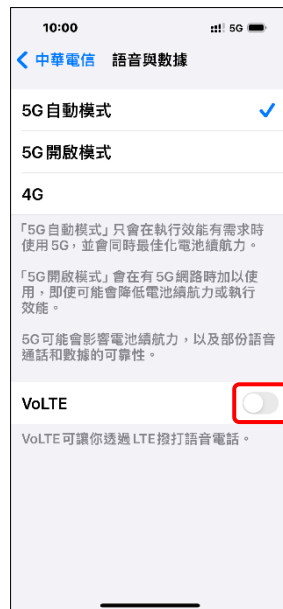 10:00 5G
中華電信 語音與數據
5G自動模式
5G開啟模式
4G
「5G自動模式」只會在執行效能有需求時
使用5G,並會同時最佳化電池續航力。
「5G開啟模式」會在有5G網路時加以使
用,即使可能會降低電池續航力或執行
效能。
5G可能會影響電池續航力,以及部份語音
通話和數據的可靠性。
VoLTE
VoLTE可讓你透過LTE撥打語音電話。